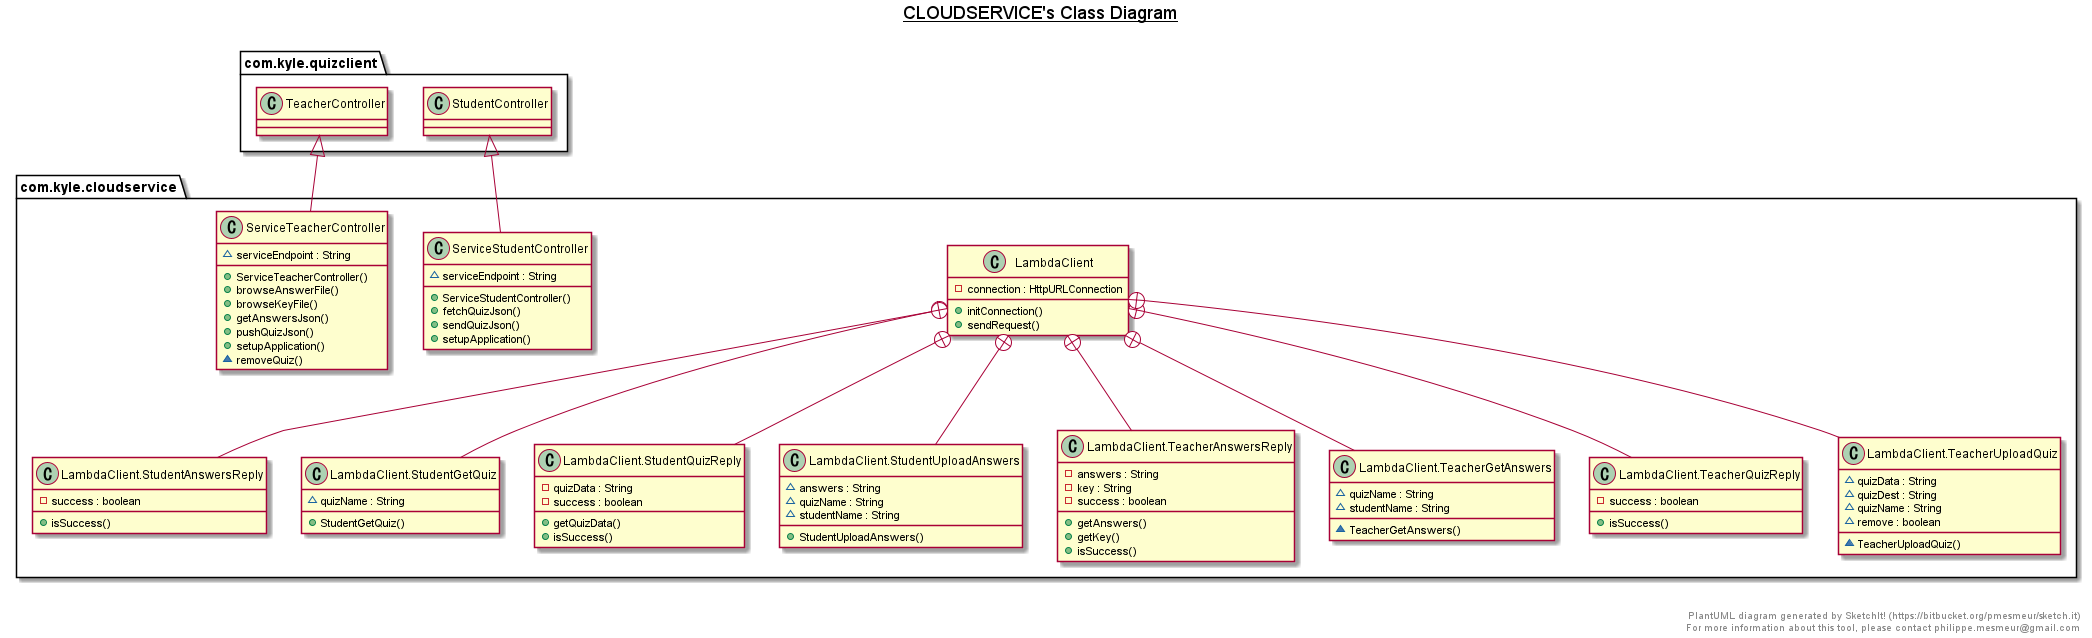 CLOUDSERVICE's Class Diagram
com.kyle.quizclient
C TeacherController
C StudentController
com.kyle.cloudservice
C ServiceTeacherController
serviceEndpoint : String
ServiceTeacherController()
browseAnswerFile()
browseKeyFile()
getAnswersJson()
pushQuizJson()
setupApplication()
removeQuiz()
C ServiceStudentController
serviceEndpoint : String
ServiceStudentController()
fetchQuizJson()
sendQuizJson()
setupApplication()
C LambdaClient
connection : HttpURLConnection
initConnection()
sendRequest()
C LambdaClient.StudentAnswersReply
success : boolean
isSuccess()
C LambdaClient.StudentGetQuiz
quizName : String
StudentGetQuiz()
C LambdaClient.StudentQuizReply
quizData : String
success : boolean
getQuizData()
isSuccess()
C LambdaClient.StudentUploadAnswers
answers : String
quizName : String
studentName : String
StudentUploadAnswers()
C LambdaClient.TeacherAnswersReply
answers : String
key : String
success : boolean
getAnswers()
getKey()
isSuccess()
C LambdaClient.TeacherGetAnswers
quizName : String
studentName : String
TeacherGetAnswers()
C LambdaClient.TeacherQuizReply
success : boolean
isSuccess()
C LambdaClient.TeacherUploadQuiz
quizData : String
quizDest : String
quizName : String
remove : boolean
TeacherUploadQuiz()
PlantUML diagram generated by SketchIt! (https://bitbucket.org/pmesmeur/sketch.it)
For more information about this tool, please contact philippe.mesmeur@gmail.com